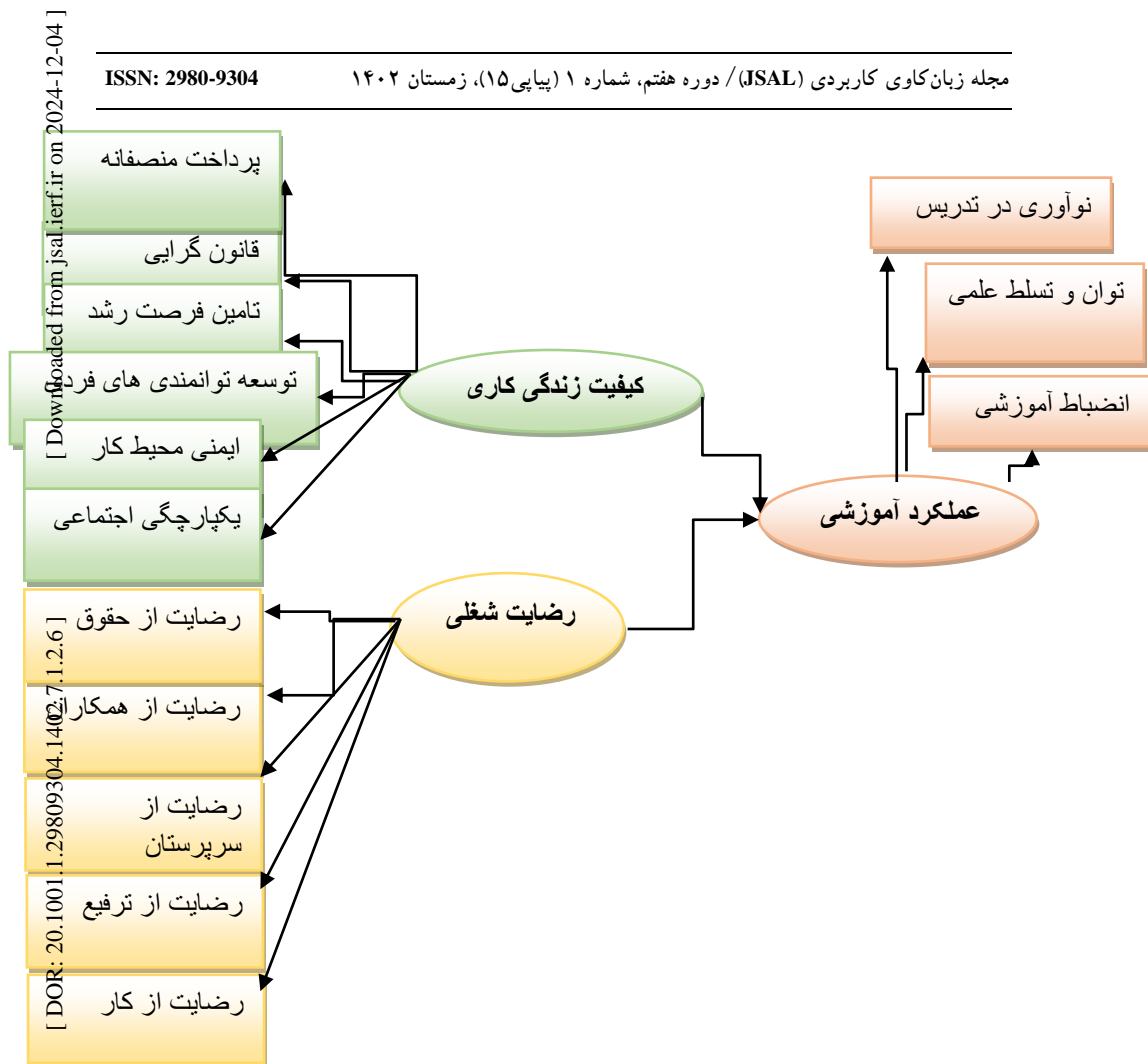 مجله زبان‌کاوی کاربردی (JSAL)/ دوره هفتم، شماره ۱ (پیاپی۱۵)، زمستان ۱۴۰۲
ISSN: 2980-9304
[ Downloaded from jsal.ierf.ir on 2024-12-04 ]
پرداخت منصفانه
قانون گرایی
تامین فرصت رشد
توسعه توانمندی های فردی
ایمنی محیط کار
یکپارچگی اجتماعی
کیفیت زندگی کاری
نوآوری در تدریس
توان و تسلط علمی
انضباط آموزشی
عملکرد آموزشی
رضایت شغلی
رضایت از حقوق
رضایت از همکاران
رضایت از
سرپرستان
رضایت از ترفیع
رضایت از کار
[ DOR: 20.1001.1.29809304.1402.7.1.2.6 ]